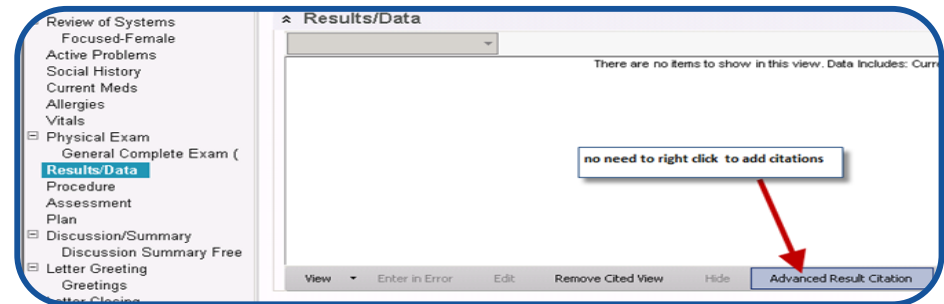 Review of Systems
Focused-Female
Active Problems
Social History
Current Meds
Allergies
Vitals
Physical Exam
General Complete Exam (
Results/Data
Procedure
Assessment
Plan
Discussion/Summary
Discussion Summary Free
Letter Greeting
Greetings
Letter Closing
Results/Data
There are no items to show in this view. Data Includes: Curre
no need to right click to add citations
View Enter in Error Edit Remove Cited View Hide Advanced Result Citation